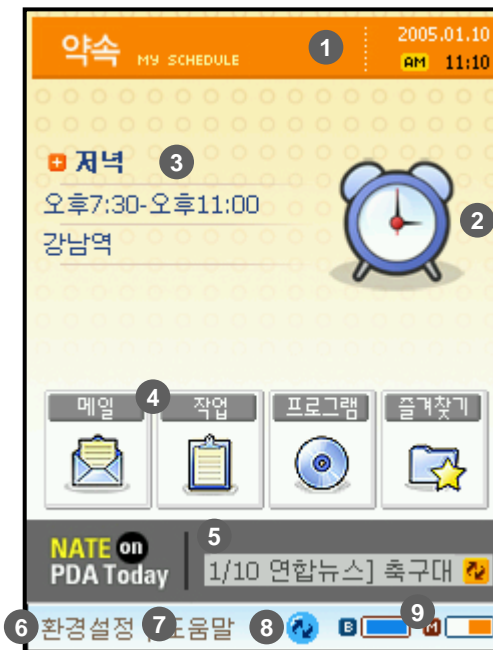 약속 MY SCHEDULE
1
2005.01.10
AM 11:10
저녁
3
오후7:30-오후11:00
강남역
2
4
메일
작업
프로그램
즐겨찾기
NATE on
PDA Today
5
1/10 연합뉴스] 축구대
6
환경설정
7
도움말
8
B
M
9